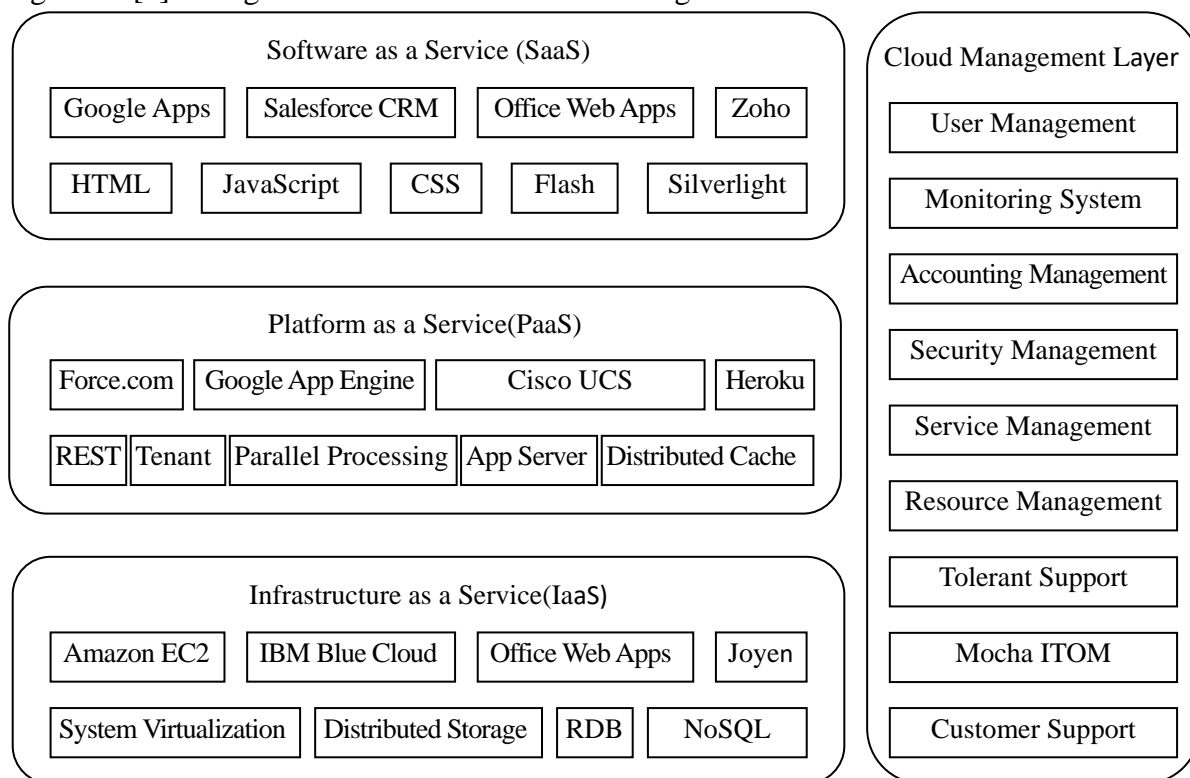 Software as a Service (SaaS)
Google Apps
Salesforce CRM
Office Web Apps
Zoho
HTML
JavaScript
CSS
Flash
Silverlight
Platform as a Service(PaaS)
Force.com
Google App Engine
Cisco UCS
Heroku
REST
Tenant
Parallel Processing
App Server
Distributed Cache
Infrastructure as a Service(IaaS)
Amazon EC2
IBM Blue Cloud
Office Web Apps
Joyen
System Virtualization
Distributed Storage
RDB
NoSQL
Cloud Management Layer
User Management
Monitoring System
Accounting Management
Security Management
Service Management
Resource Management
Tolerant Support
Mocha ITOM
Customer Support